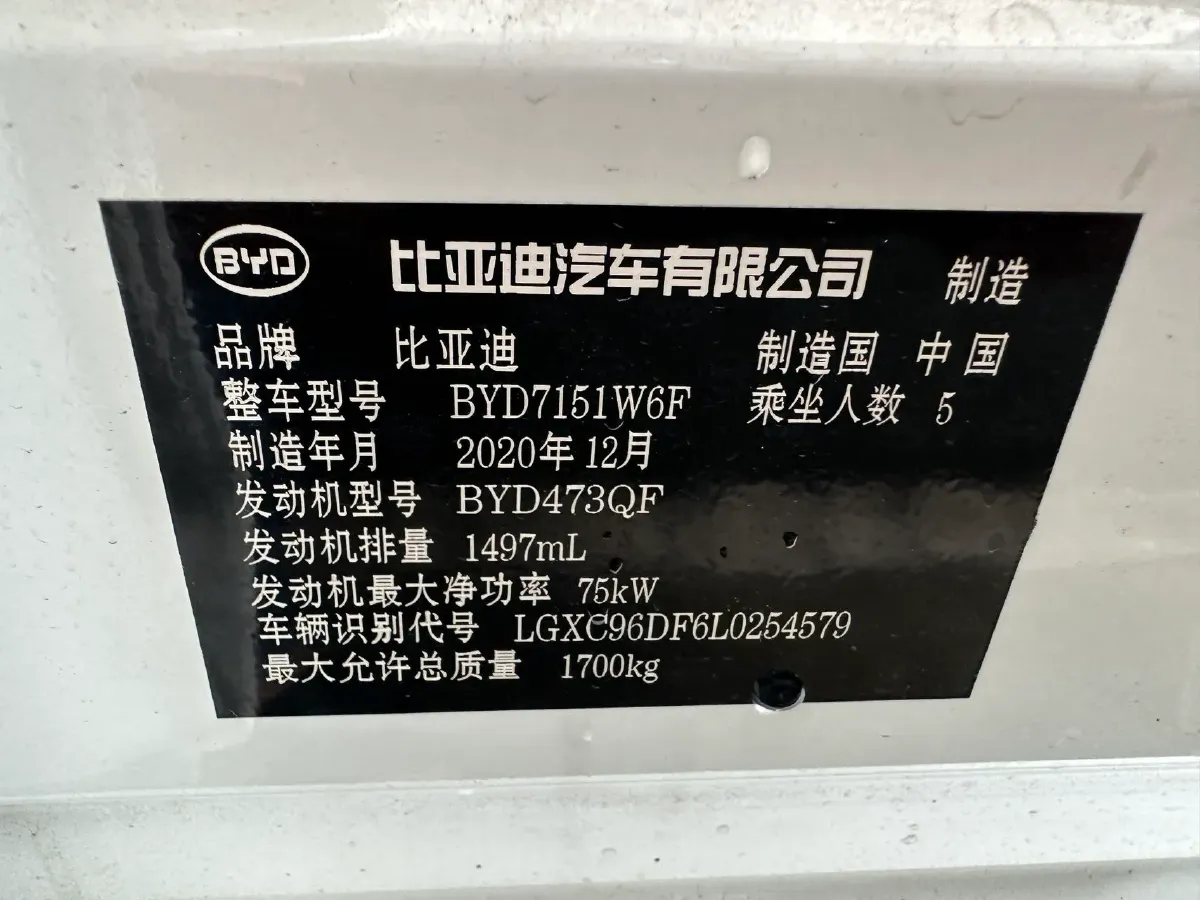 BYD 比亚迪汽车有限公司 制造
品牌 比亚迪 制造国 中国
整车型号 BYD7151W6F 乘坐人数 5
制造年月 2020年12月
发动机型号 BYD473QF
发动机排量 1497mL
发动机最大净功率 75kW
车辆识别代号 LGXC96DF6L0254579
最大允许总质量 1700kg